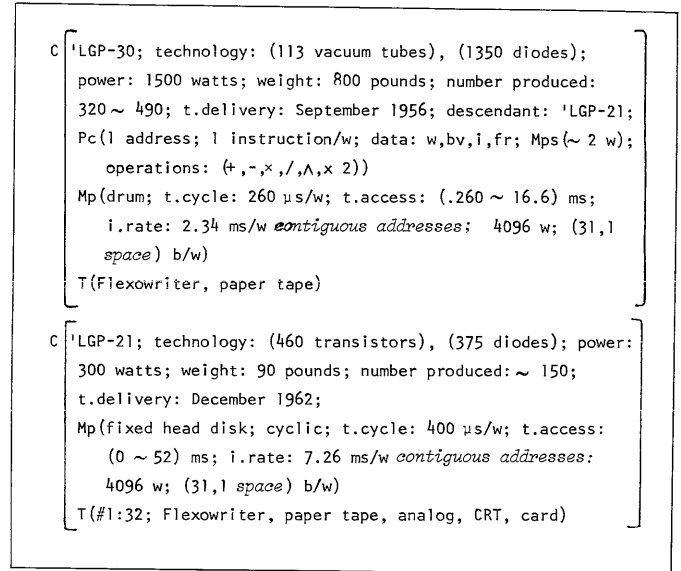 C 'LGP-30; technology: (113 vacuum tubes), (1350 diodes);
power: 1500 watts; weight: 800 pounds; number produced:
320 ~ 490; t.delivery: September 1956; descendant: 'LGP-21;
Pc(1 address; 1 instruction/w; data: w,bv,i,fr; Mps(~ 2 w);
operations: (+,-,×,/,∧,× 2))
Mp(drum; t.cycle: 260 μs/w; t.access: (.260 ~ 16.6) ms;
i.rate: 2.34 ms/w contiguous addresses; 4096 w; (31,1
space) b/w)
T(Flexowriter, paper tape)
C 'LGP-21; technology: (460 transistors), (375 diodes); power:
300 watts; weight: 90 pounds; number produced: ~ 150;
t.delivery: December 1962;
Mp(fixed head disk; cyclic; t.cycle: 400 μs/w; t.access:
(0 ~ 52) ms; i.rate: 7.26 ms/w contiguous addresses:
4096 w; (31,1 space) b/w)
T(#1:32; Flexowriter, paper tape, analog, CRT, card)